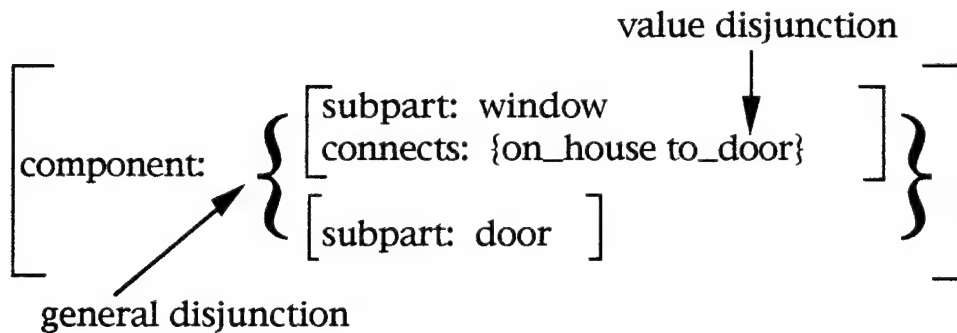 value disjunction
subpart: window
connects: {on_house to_door}
component:
subpart: door
general disjunction